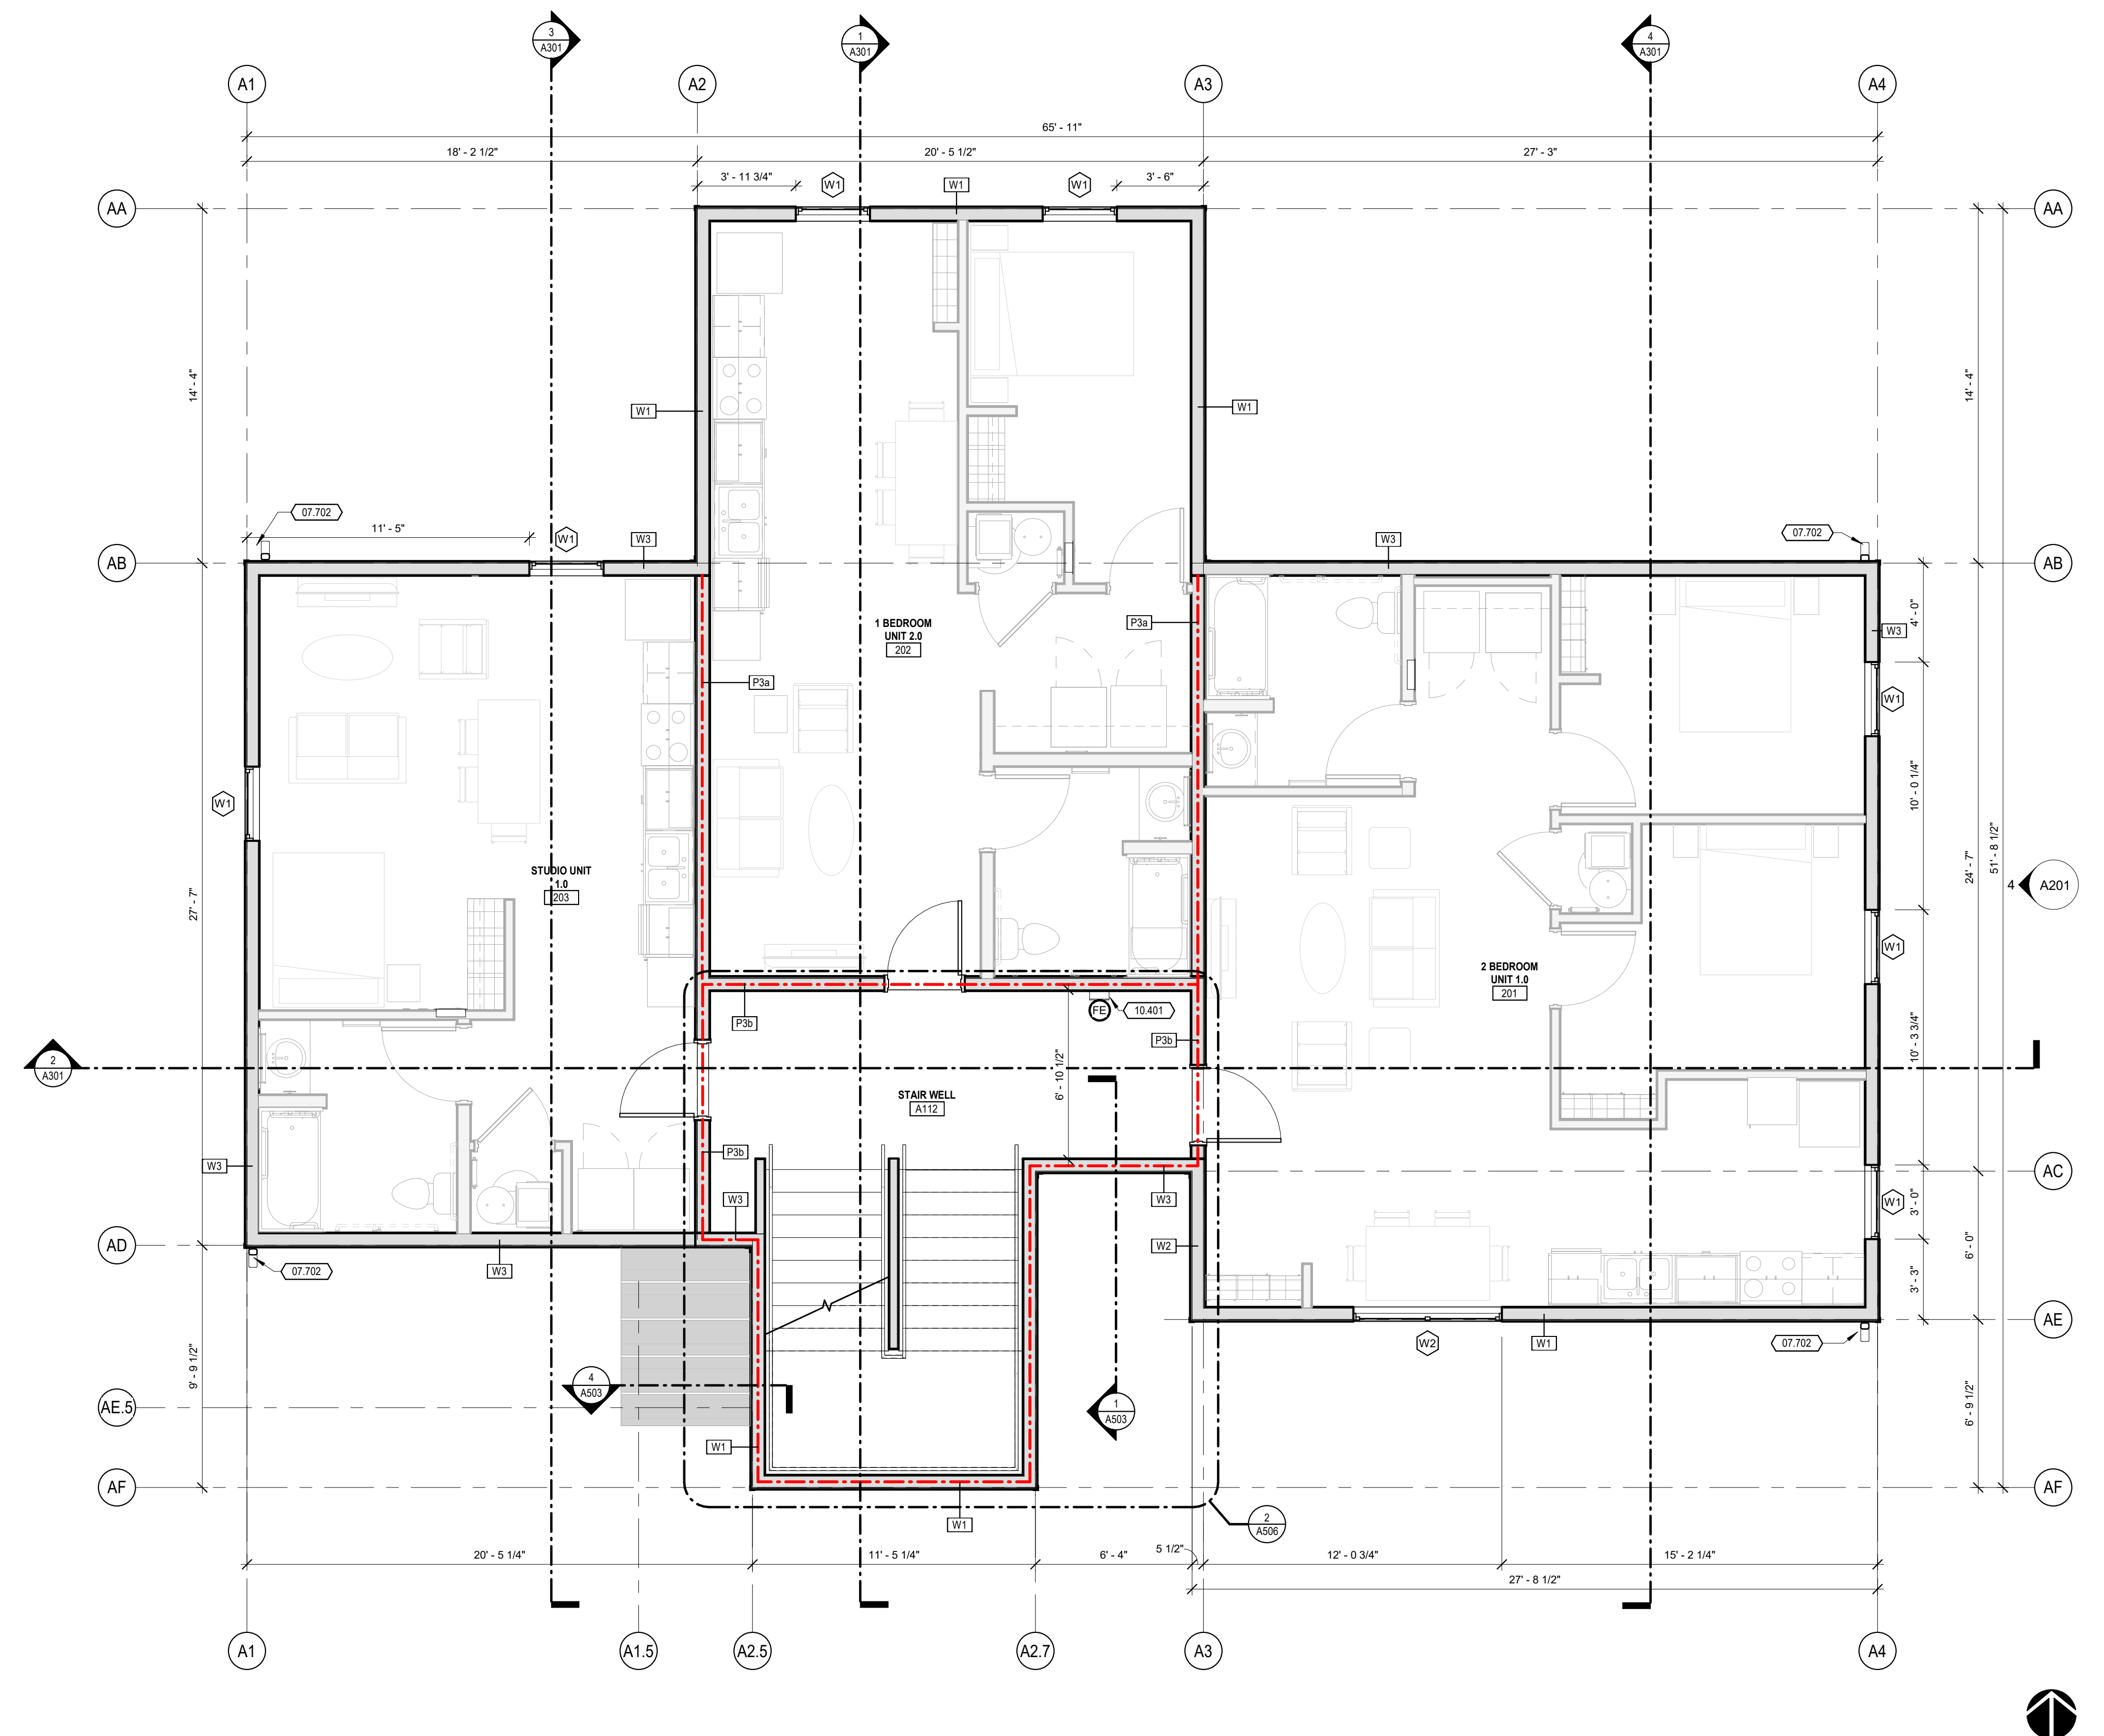 3
A301
1
A301
4
A301
A1
A2
A3
A4
65' - 11"
18' - 2 1/2"
20' - 5 1/2"
27' - 3"
3' - 11 3/4"
W1
W1
W1
3' - 6"
AA
AA
14' - 4"
14' - 4"
W1
W1
07.702
11' - 5"
W1
W3
W3
07.702
AB
AB
4' - 0"
W3
1 BEDROOM
UNIT 2.0
202
P3a
P3a
W1
10' - 0 1/4"
W1
24' - 7"
51' - 8 1/2"
STUDIO UNIT
1.0
203
27' - 7"
4
A201
W1
2 BEDROOM
UNIT 1.0
201
P3b
FE
10.401
P3b
10' - 3 3/4"
2
A301
6' - 10 1/2"
STAIR WELL
A112
P3b
W3
W3
W3
AC
W1
3' - 0"
AD
W3
W2
6' - 0"
07.702
3' - 3"
AE
W2
W1
07.702
9' - 9 1/2"
4
A503
AE.5
1
A503
6' - 9 1/2"
W1
AF
AF
W1
2
A506
20' - 5 1/4"
11' - 5 1/4"
6' - 4"
5 1/2"
12' - 0 3/4"
15' - 2 1/4"
27' - 8 1/2"
A1
A1.5
A2.5
A2.7
A3
A4